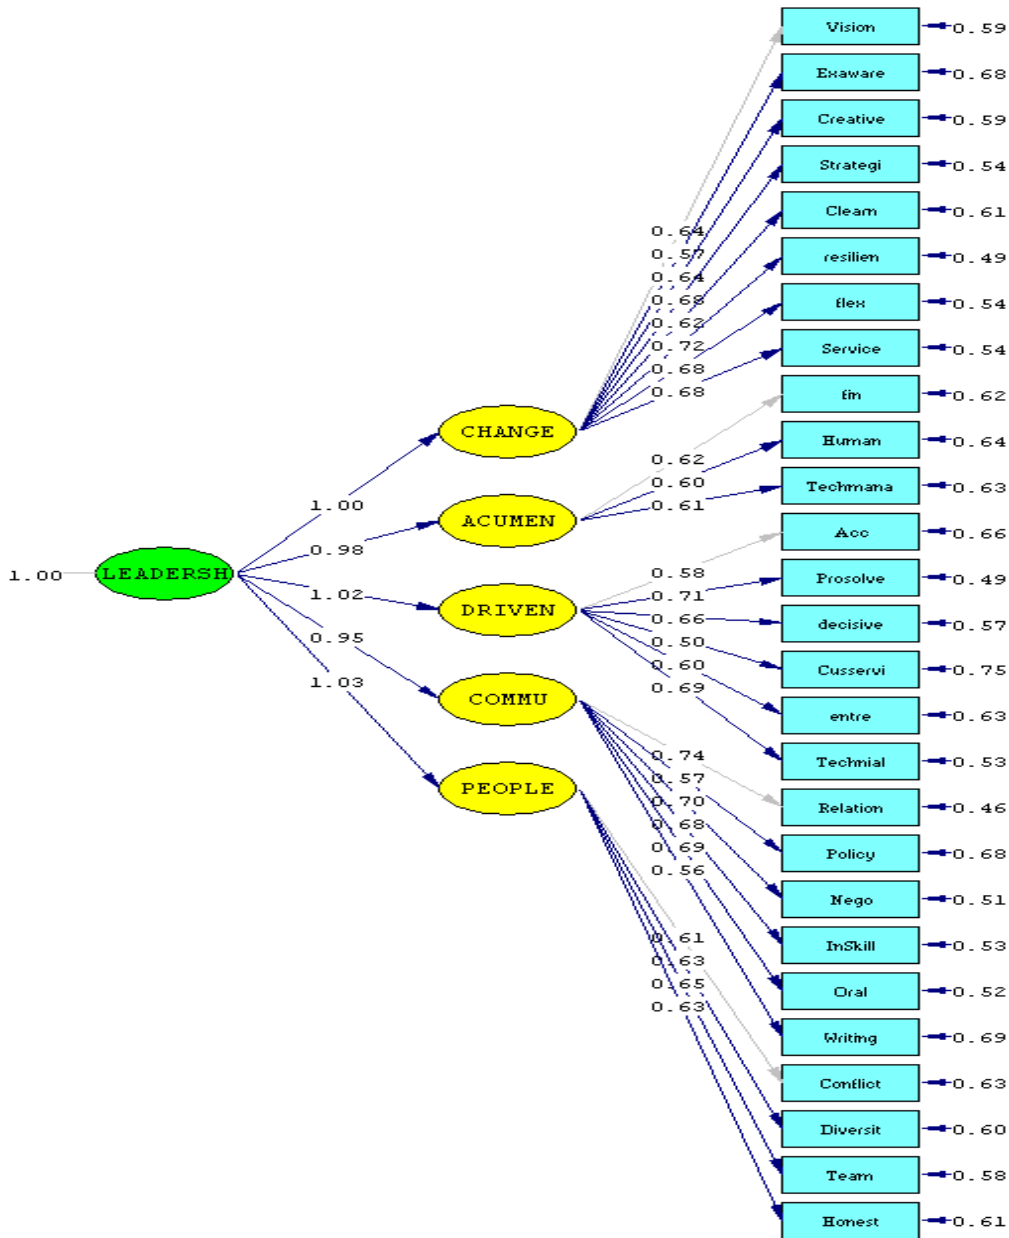 Vision
0.59
Exaware
0.68
Creative
0.59
Strategi
0.54
Clearn
0.61
resilien
0.49
flex
0.54
Service
0.54
fin
0.62
Human
0.64
Techmana
0.63
Acc
0.66
Prosolve
0.49
decisive
0.57
Cusservi
0.75
entre
0.63
Technial
0.53
Relation
0.46
Policy
0.68
Nego
0.51
InSkill
0.53
Oral
0.52
Writing
0.69
Conflict
0.63
Diversit
0.60
Team
0.58
Honest
0.61
0.64
0.57
0.64
0.68
0.62
0.72
0.68
0.68
0.62
0.60
0.61
0.58
0.71
0.66
0.50
0.60
0.69
0.74
0.57
0.70
0.68
0.69
0.56
0.61
0.63
0.65
0.63
CHANGE
ACUMEN
DRIVEN
COMMU
PEOPLE
1.00
0.98
1.02
0.95
1.03
1.00
LEADERSH